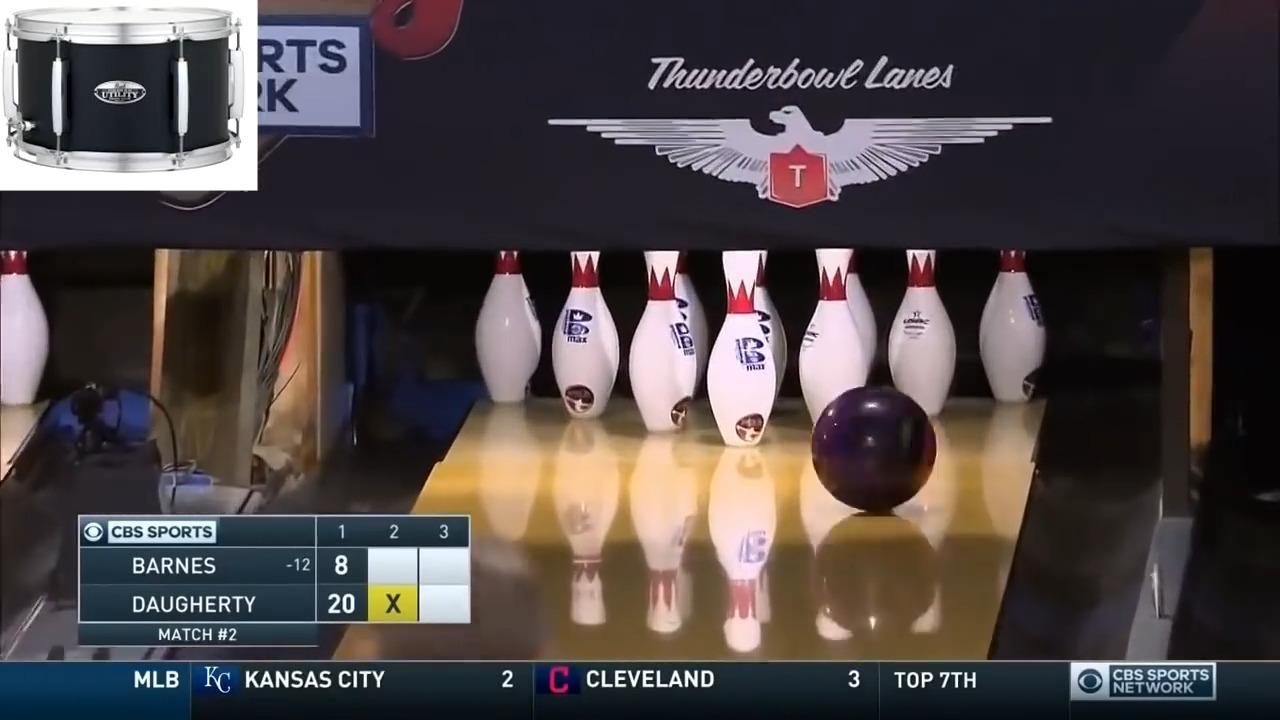 UTILITY
RTS
RK
Thunderbowl Lanes
T
B
max
B
max
CBS SPORTS 1 2 3
BARNES -12 8
DAUGHERTY 20 X
MATCH #2
MLB KC KANSAS CITY 2 C CLEVELAND 3 TOP 7TH CBS SPORTS NETWORK